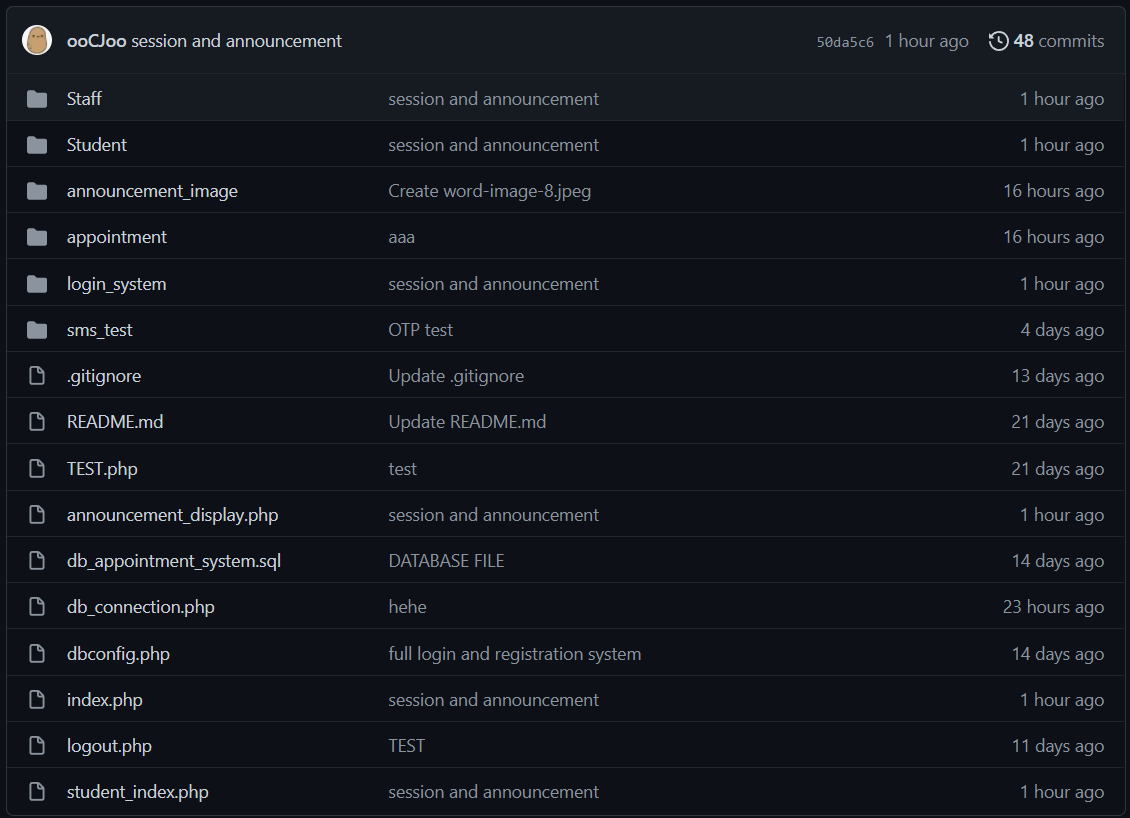 ooCJoo session and announcement 50da5c6 1 hour ago 48 commits
Staff session and announcement 1 hour ago
Student session and announcement 1 hour ago
announcement_image Create word-image-8.jpeg 16 hours ago
appointment aaa 16 hours ago
login_system session and announcement 1 hour ago
sms_test OTP test 4 days ago
.gitignore Update .gitignore 13 days ago
README.md Update README.md 21 days ago
TEST.php test 21 days ago
announcement_display.php session and announcement 1 hour ago
db_appointment_system.sql DATABASE FILE 14 days ago
db_connection.php hehe 23 hours ago
dbconfig.php full login and registration system 14 days ago
index.php session and announcement 1 hour ago
logout.php TEST 11 days ago
student_index.php session and announcement 1 hour ago